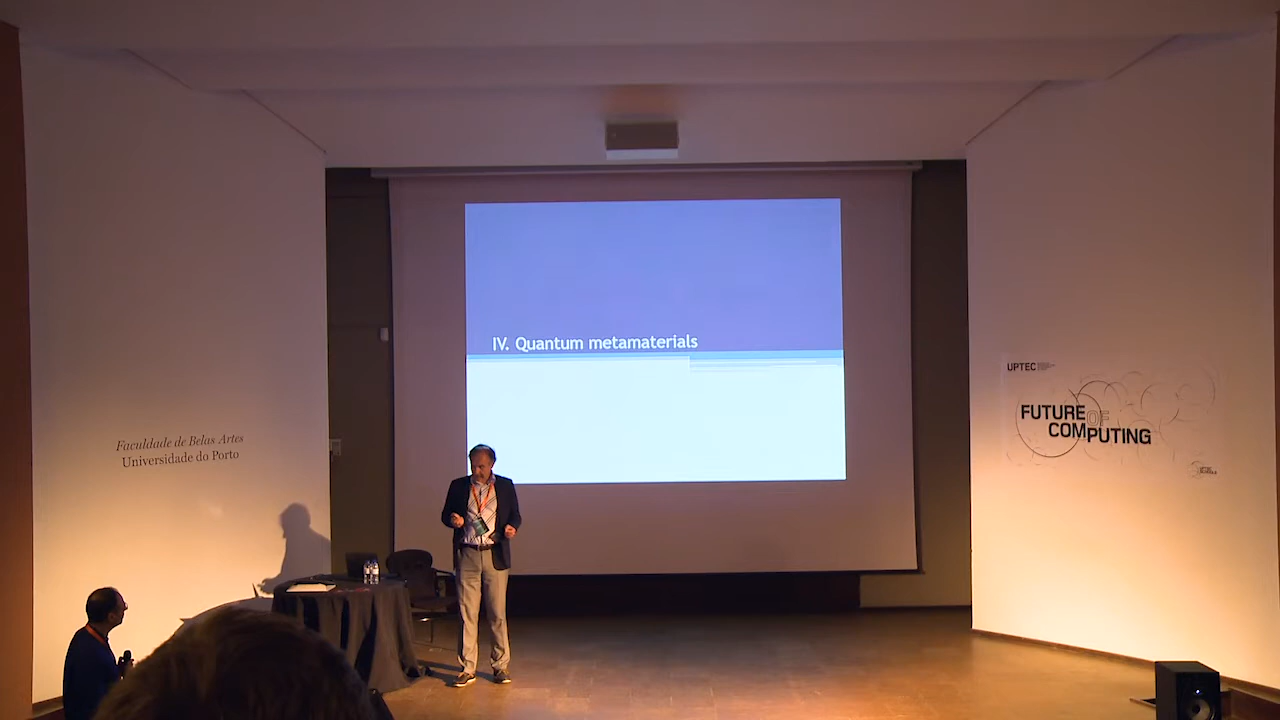 IV. Quantum metamaterials
Faculdade de Belas Artes
Universidade do Porto
UPTEC
FUTURE OF
COMPUTING